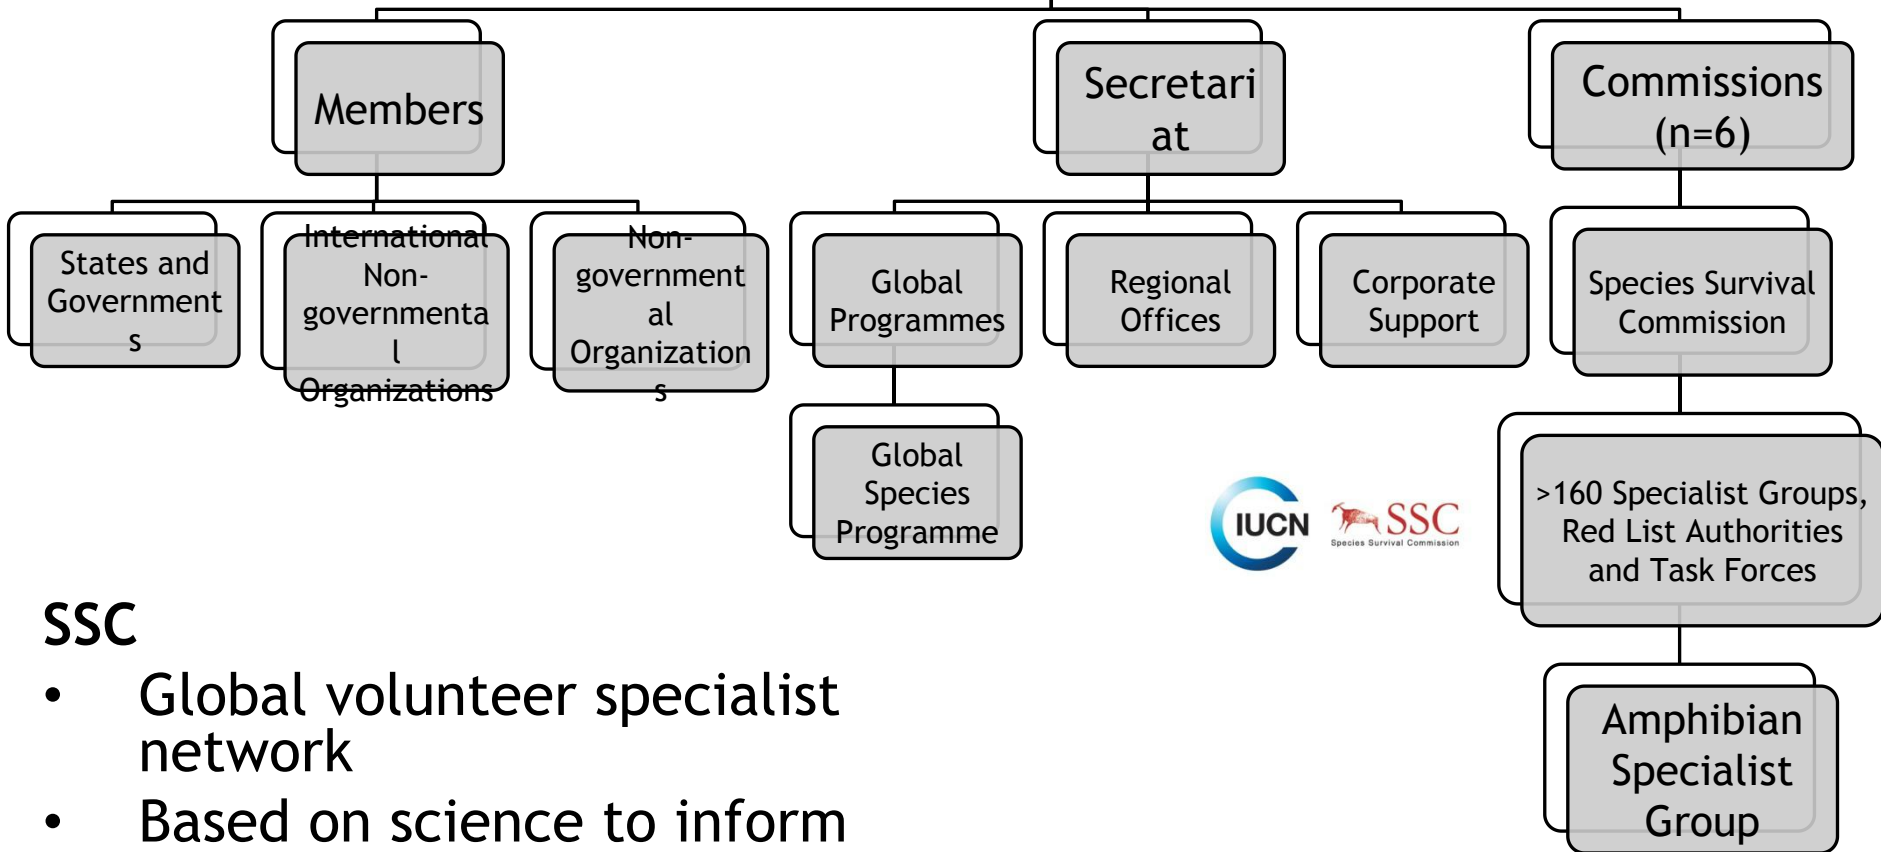 Members
Secretari
at
Commissions
(n=6)
States and
Government
s
International
Non-
governmenta
l
Organizations
Non-
government
al
Organization
s
Global
Programmes
Regional
Offices
Corporate
Support
Species Survival
Commission
Global
Species
Programme
IUCN
SSC
Species Survival Commission
>160 Specialist Groups,
Red List Authorities
and Task Forces
Amphibian
Specialist
Group
SSC
• Global volunteer specialist
network
• Based on science to inform